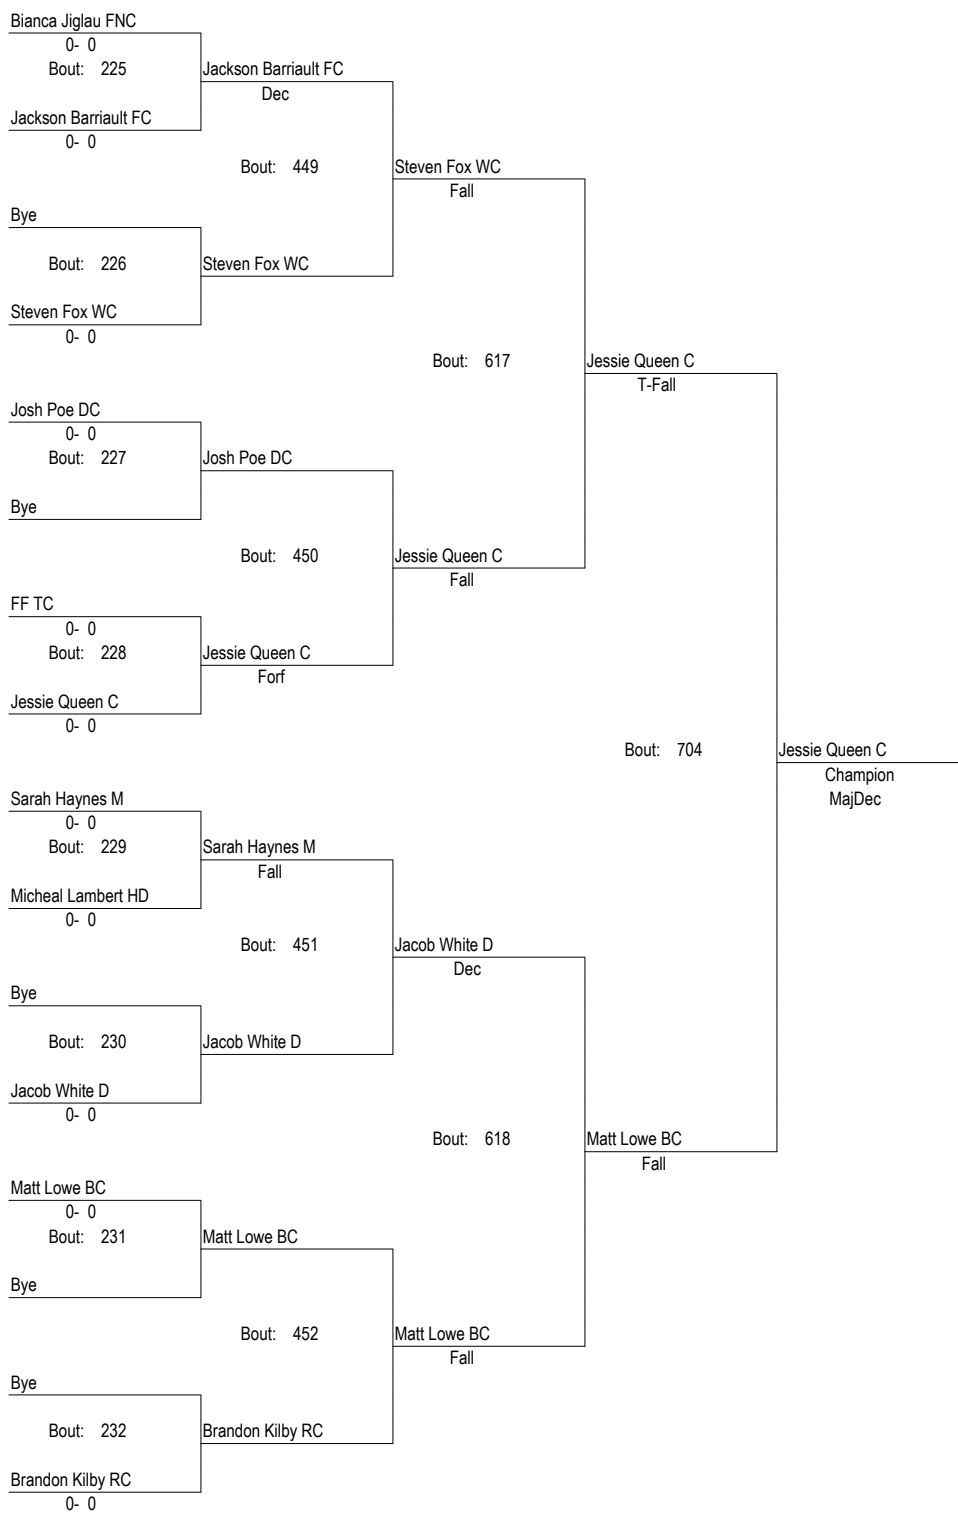 Bianca Jiglau FNC
0- 0
Bout: 225
Jackson Barriault FC
Dec
Jackson Barriault FC
0- 0
Bout: 449
Steven Fox WC
Fall
Bye
Bout: 226
Steven Fox WC
Steven Fox WC
0- 0
Bout: 617
Jessie Queen C
T-Fall
Josh Poe DC
0- 0
Bout: 227
Josh Poe DC
Bye
Bout: 450
Jessie Queen C
Fall
FF TC
0- 0
Bout: 228
Jessie Queen C
Forf
Jessie Queen C
0- 0
Bout: 704
Jessie Queen C
Champion
MajDec
Sarah Haynes M
0- 0
Bout: 229
Sarah Haynes M
Fall
Micheal Lambert HD
0- 0
Bout: 451
Jacob White D
Dec
Bye
Bout: 230
Jacob White D
Jacob White D
0- 0
Bout: 618
Matt Lowe BC
Fall
Matt Lowe BC
0- 0
Bout: 231
Matt Lowe BC
Bye
Bout: 452
Matt Lowe BC
Fall
Bye
Bout: 232
Brandon Kilby RC
Brandon Kilby RC
0- 0